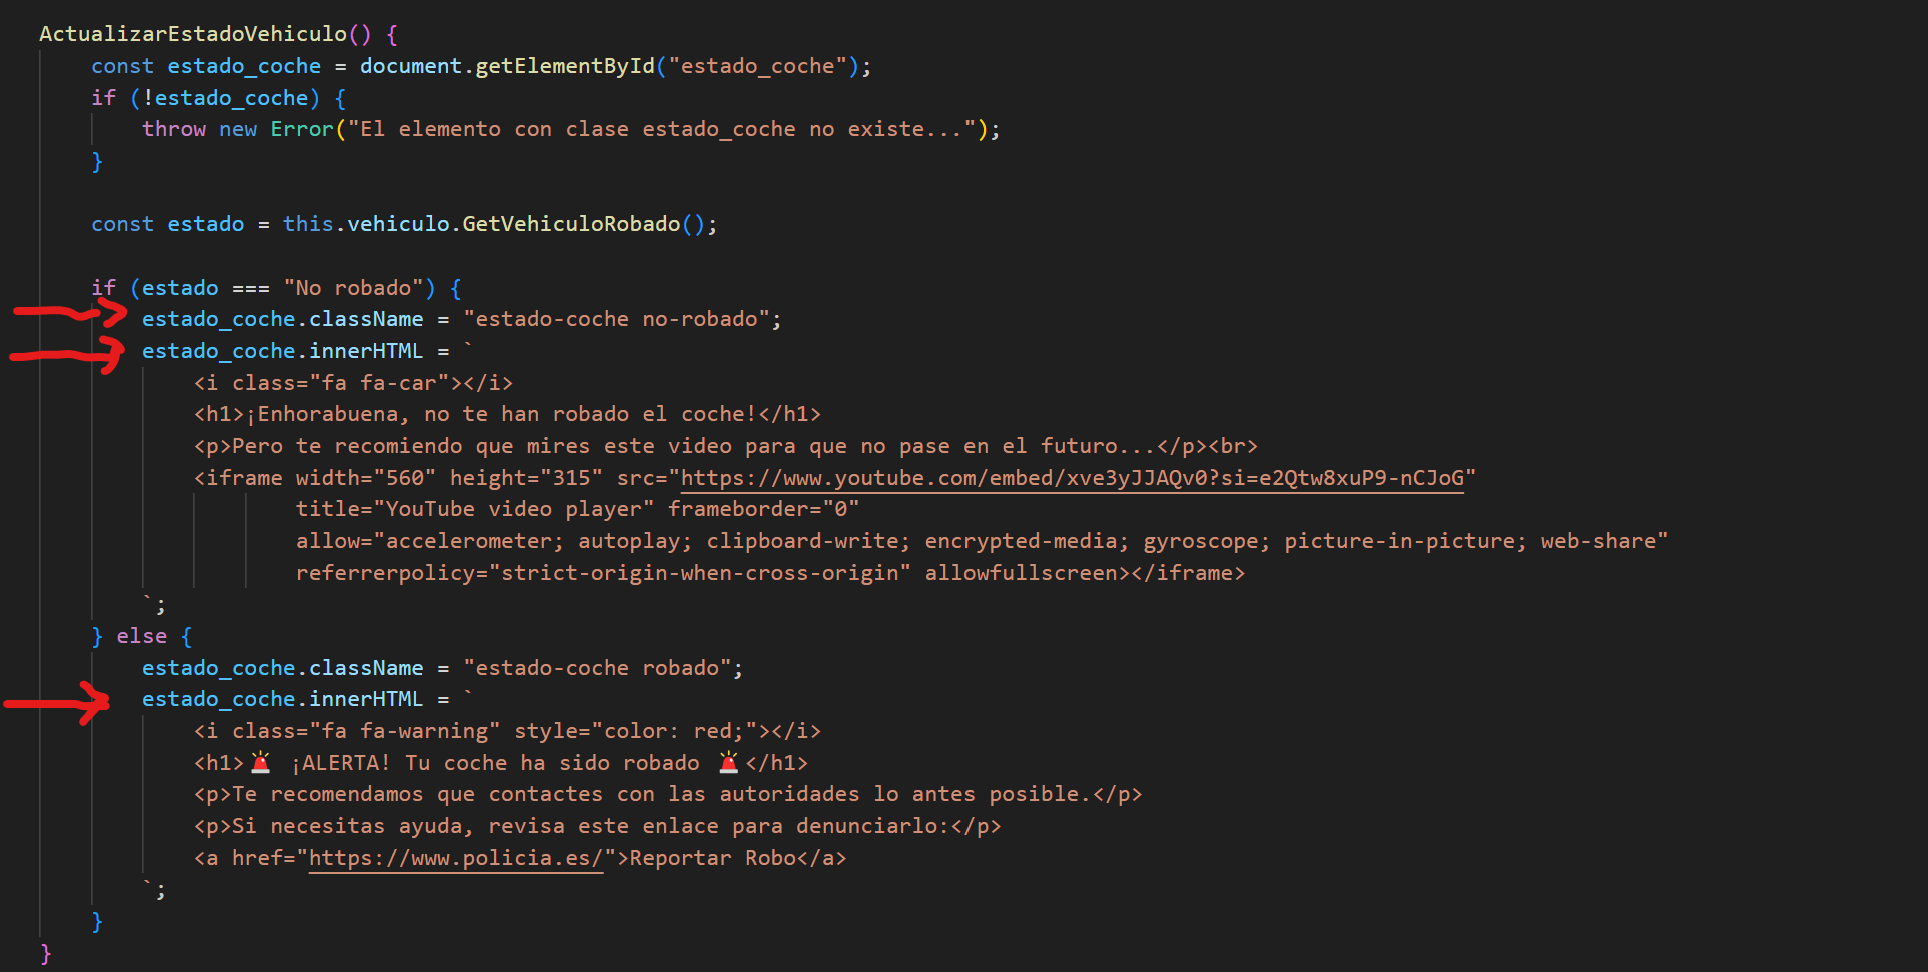 ActualizarEstadoVehiculo() {
const estado_coche = document.getElementById("estado_coche");
if (!estado_coche) {
throw new Error("El elemento con clase estado_coche no existe...");
}
const estado = this.vehiculo.GetVehiculoRobado();
if (estado === "No robado") {
estado_coche.className = "estado-coche no-robado";
estado_coche.innerHTML = `
<i class="fa fa-car"></i>
<h1>¡Enhorabuena, no te han robado el coche!</h1>
<p>Pero te recomiendo que mires este video para que no pase en el futuro...</p><br>
<iframe width="560" height="315" src="https://www.youtube.com/embed/xve3yJJAQv0?si=e2Qtw8xuP9-nCJoG"
title="YouTube video player" frameborder="0"
allow="accelerometer; autoplay; clipboard-write; encrypted-media; gyroscope; picture-in-picture; web-share"
referrerpolicy="strict-origin-when-cross-origin" allowfullscreen></iframe>
`;
} else {
estado_coche.className = "estado-coche robado";
estado_coche.innerHTML = `
<i class="fa fa-warning" style="color: red;"></i>
<h1>🚨 ¡ALERTA! Tu coche ha sido robado 🚨</h1>
<p>Te recomendamos que contactes con las autoridades lo antes posible.</p>
<p>Si necesitas ayuda, revisa este enlace para denunciarlo:</p>
<a href="https://www.policia.es/">Reportar Robo</a>
`;
}
}